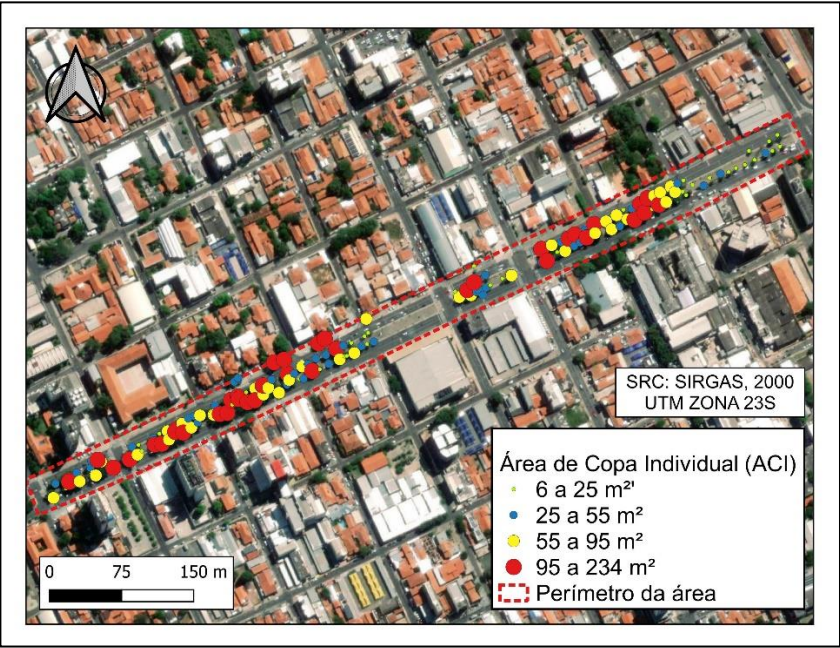 SRC: SIRGAS, 2000
UTM ZONA 23S
Área de Copa Individual (ACI)
6 a 25 m²'
25 a 55 m²
55 a 95 m²
95 a 234 m²
Perímetro da área
0 75 150 m